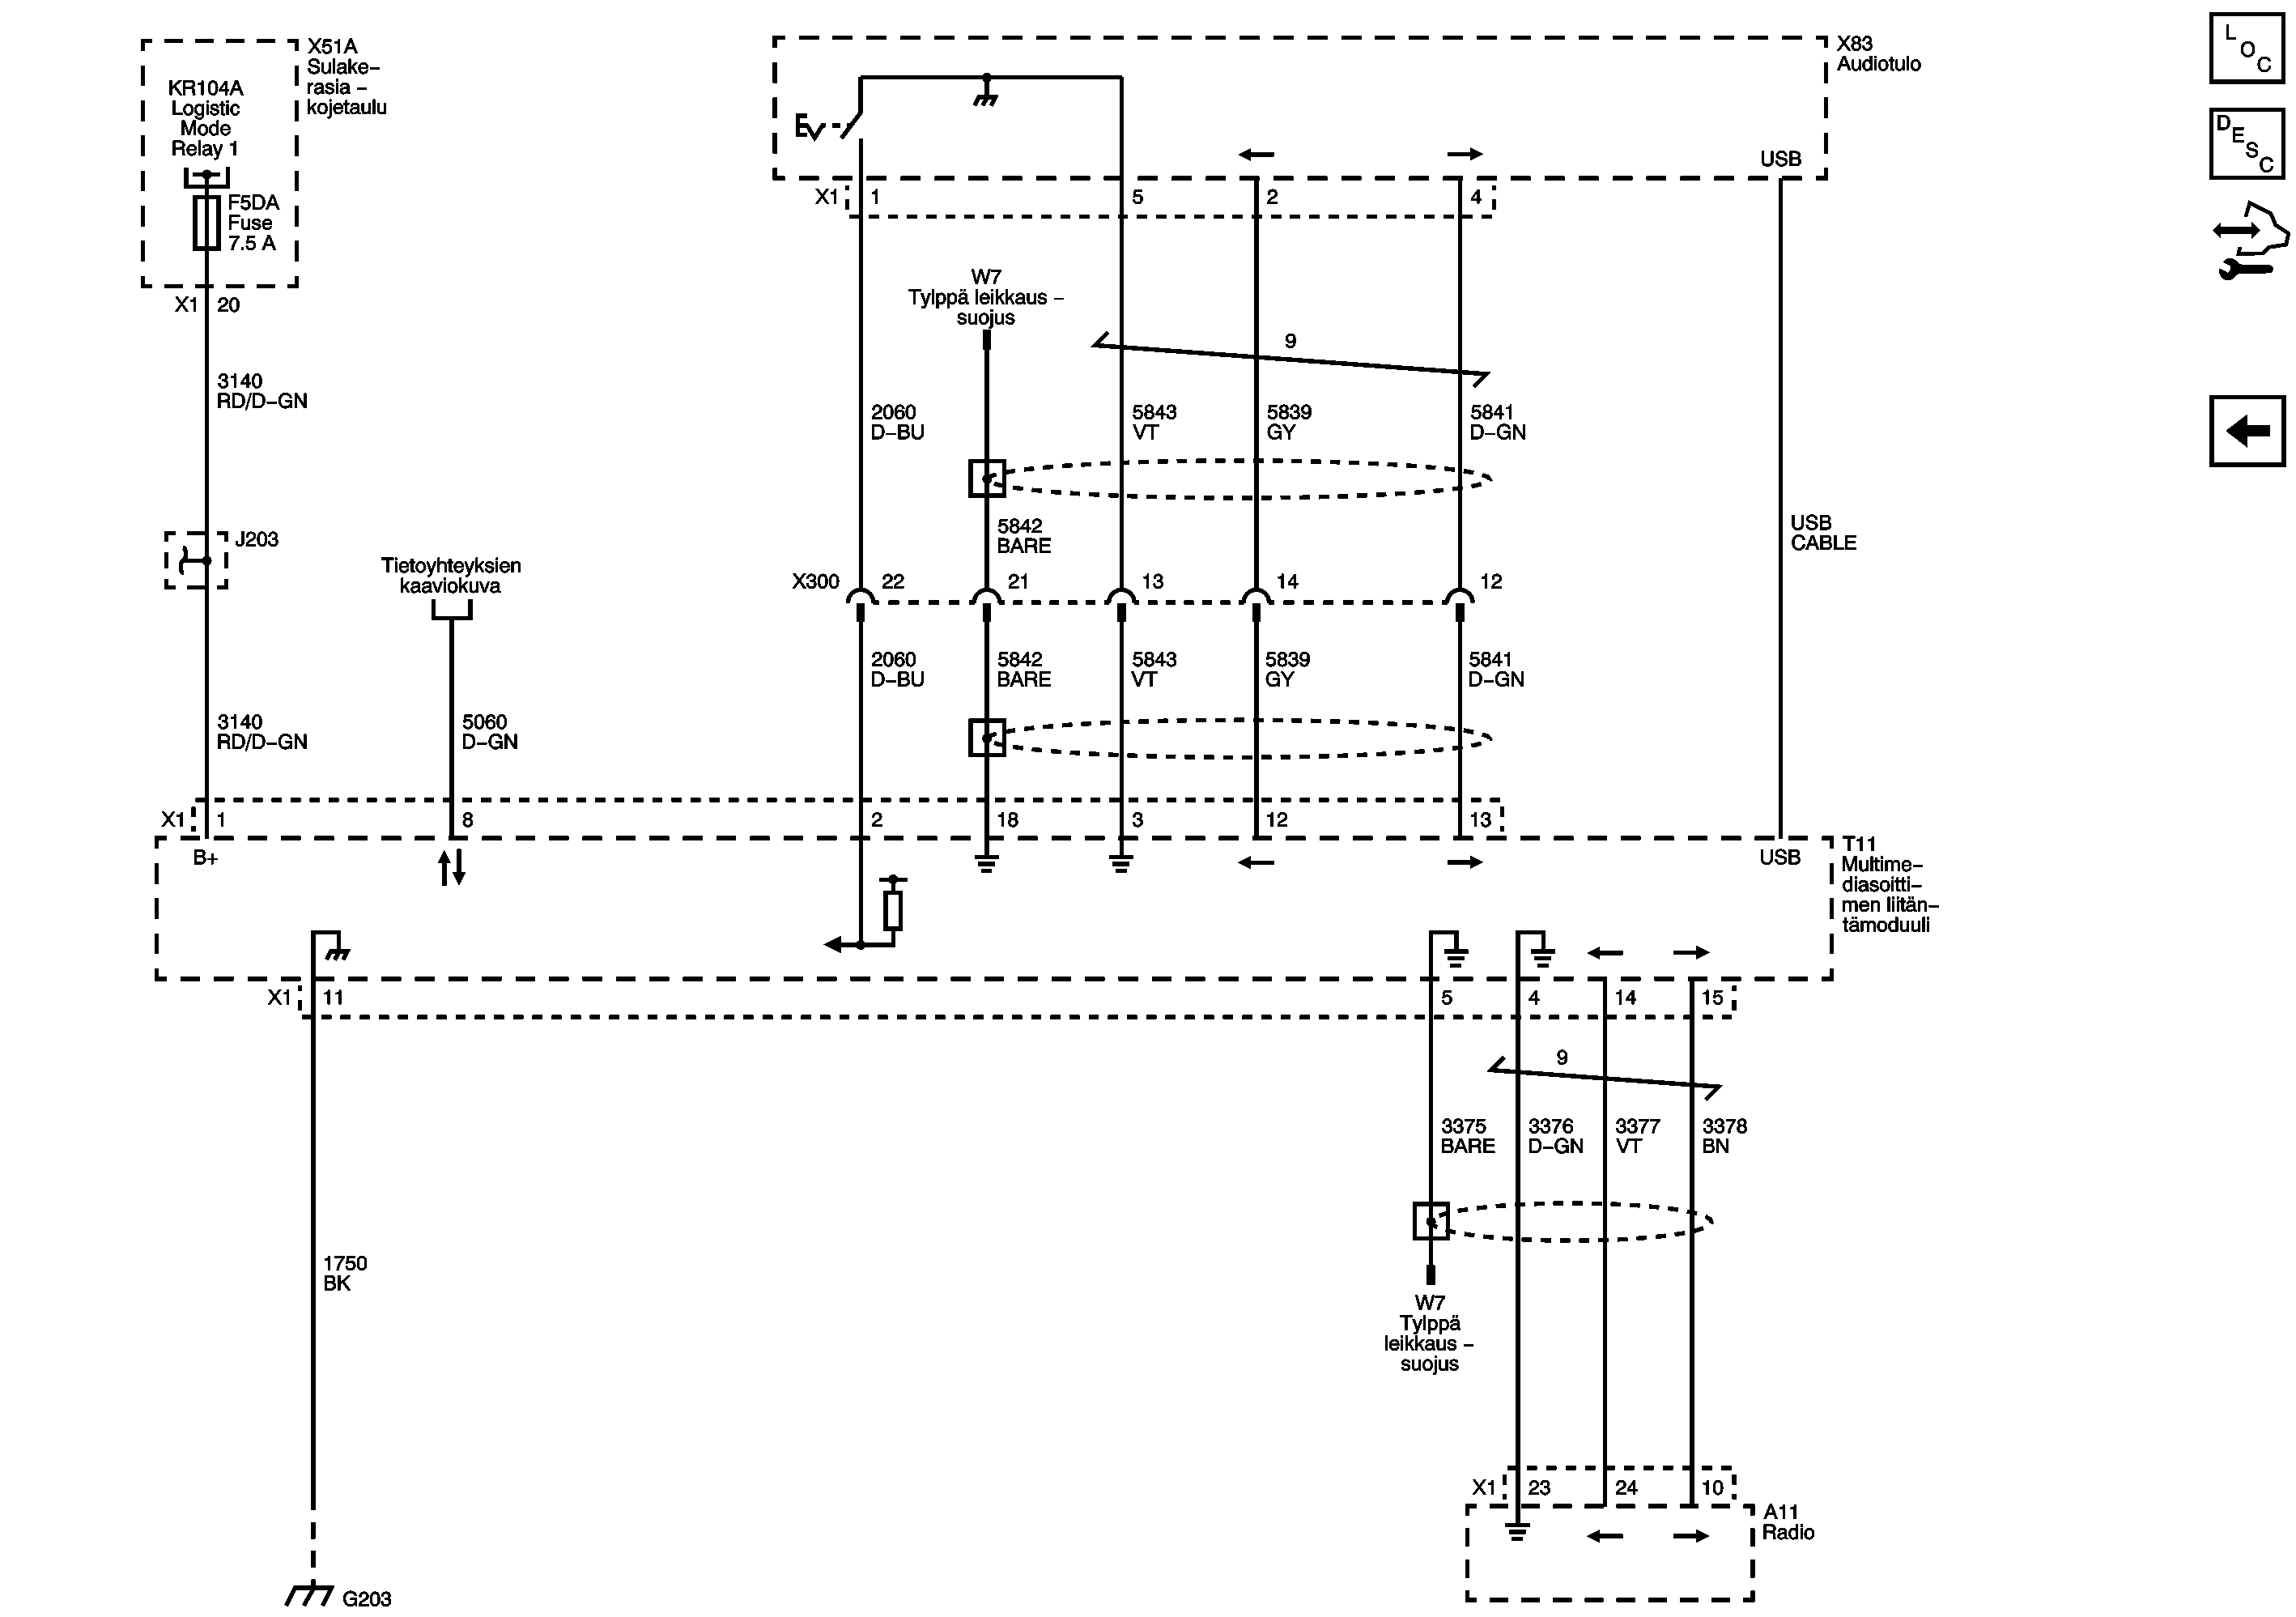 X51A
Sulake–
rasia –
kojetaulu
KR104A
Logistic
Mode
Relay 1
F5DA
Fuse
7.5 A
X1 20
3140
RD/D–GN
J203
3140
RD/D–GN
Tietoyhteyksien
kaaviokuva
5060
D–GN
X83
Audiotulo
USB
X1 1 5 2 4
W7
Tylppä leikkaus –
suojus
9
2060
D–BU
5843
VT
5839
GY
5841
D–GN
5842
BARE
USB
CABLE
X300 22 21 13 14 12
2060
D–BU
5842
BARE
5843
VT
5839
GY
5841
D–GN
X1 1 8 2 18 3 12 13
B+
USB
T11
Multime–
diasoitti–
men liitän–
tämoduuli
X1 11 5 4 14 15
9
3375
BARE
3376
D–GN
3377
VT
3378
BN
1750
BK
W7
Tylppä
leikkaus –
suojus
X1 23 24 10
A11
Radio
G203
L
O
C
D
E
S
C